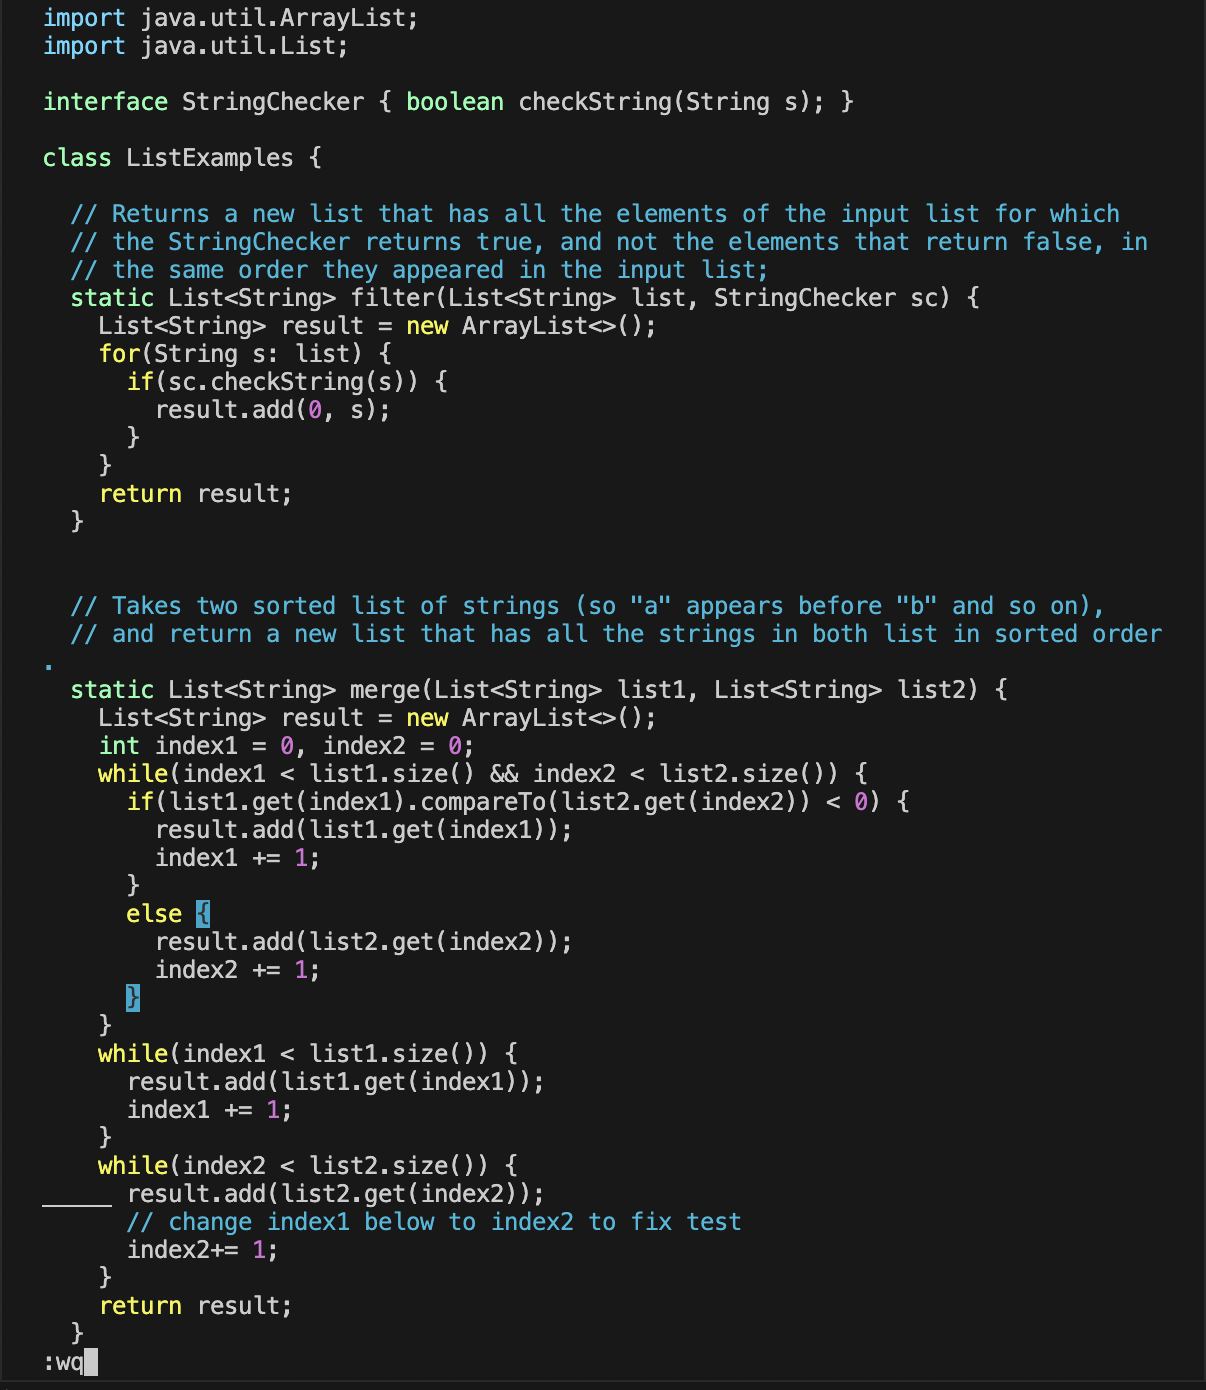 import java.util.ArrayList;
import java.util.List;

interface StringChecker { boolean checkString(String s); }

class ListExamples {

  // Returns a new list that has all the elements of the input list for which
  // the StringChecker returns true, and not the elements that return false, in
  // the same order they appeared in the input list;
  static List<String> filter(List<String> list, StringChecker sc) {
    List<String> result = new ArrayList<>();
    for(String s: list) {
      if(sc.checkString(s)) {
        result.add(0, s);
      }
    }
    return result;
  }


  // Takes two sorted list of strings (so "a" appears before "b" and so on),
  // and return a new list that has all the strings in both list in sorted order
.
  static List<String> merge(List<String> list1, List<String> list2) {
    List<String> result = new ArrayList<>();
    int index1 = 0, index2 = 0;
    while(index1 < list1.size() && index2 < list2.size()) {
      if(list1.get(index1).compareTo(list2.get(index2)) < 0) {
        result.add(list1.get(index1));
        index1 += 1;
      }
      else {
        result.add(list2.get(index2));
        index2 += 1;
      }
    }
    while(index1 < list1.size()) {
      result.add(list1.get(index1));
      index1 += 1;
    }
    while(index2 < list2.size()) {
      result.add(list2.get(index2));
      // change index1 below to index2 to fix test
      index2+= 1;
    }
    return result;
  }
:wq